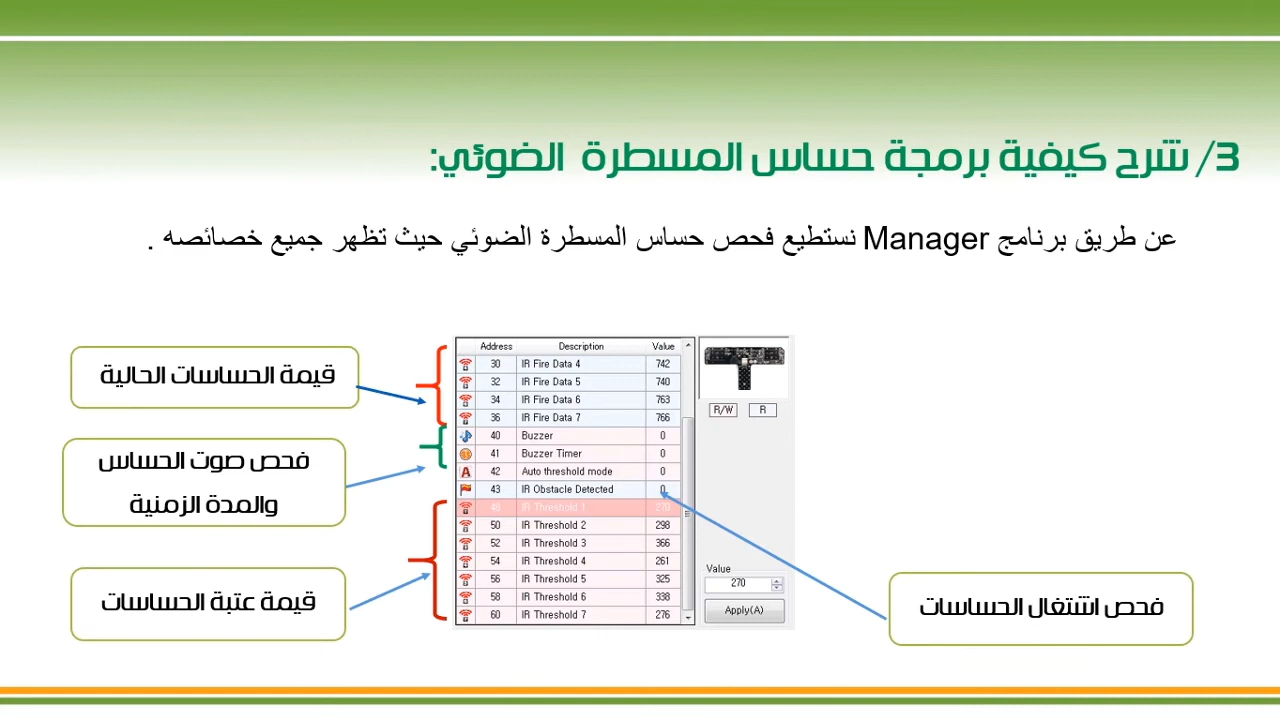 3/ شرح كيفية برمجة حساس المسطرة الضوئي:
عن طريق برنامج Manager نستطيع فحص حساس المسطرة الضوئي حيث تظهر جميع خصائصه .
قيمة الحساسات الحالية
فحص صوت الحساس
والمدة الزمنية
قيمة عتبة الحساسات
Address Description Value
30 IR Fire Data 4 742
32 IR Fire Data 5 740
34 IR Fire Data 6 763
36 IR Fire Data 7 766
40 Buzzer 0
41 Buzzer Timer 0
42 Auto threshold mode 0
43 IR Obstacle Detected 0
48 IR Threshold 1 270
50 IR Threshold 2 298
52 IR Threshold 3 366
54 IR Threshold 4 261
56 IR Threshold 5 325
58 IR Threshold 6 338
60 IR Threshold 7 276
R/W R
Value
270
Apply(A)
فحص اشتغال الحساسات